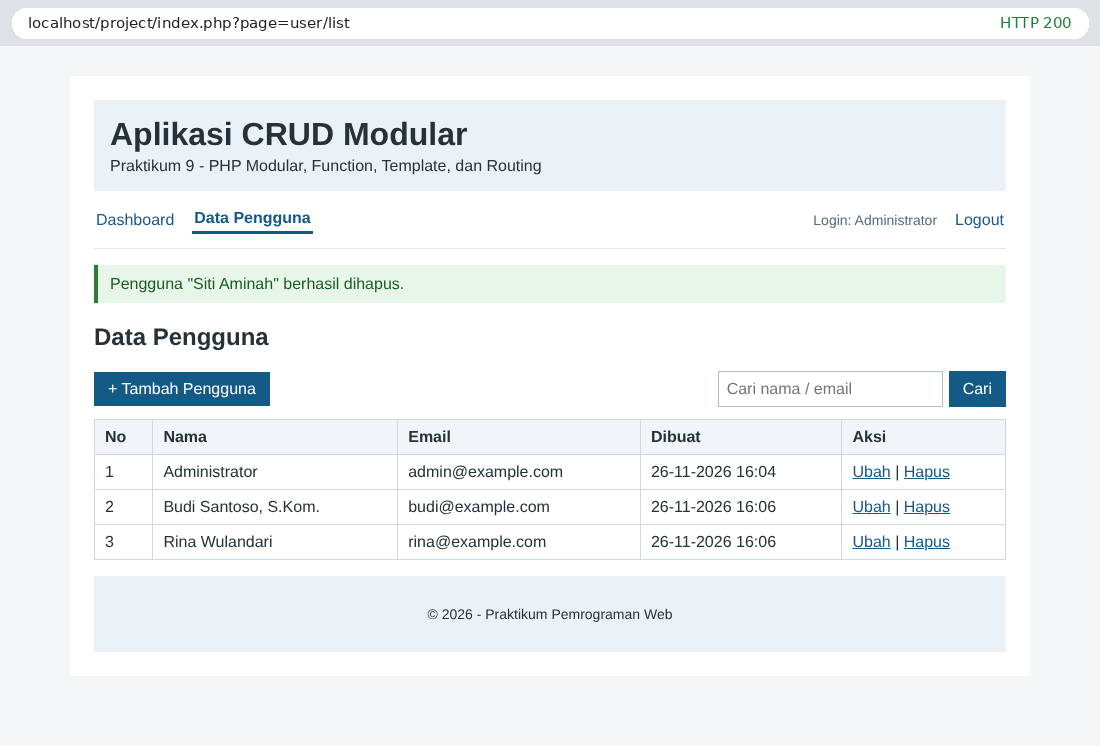 localhost/project/index.php?page=user/list HTTP 200
Aplikasi CRUD Modular
Praktikum 9 - PHP Modular, Function, Template, dan Routing
Dashboard Data Pengguna Login: Administrator Logout
Pengguna "Siti Aminah" berhasil dihapus.
Data Pengguna
+ Tambah Pengguna Cari nama / email Cari
No Nama Email Dibuat Aksi
1 Administrator admin@example.com 26-11-2026 16:04 Ubah | Hapus
2 Budi Santoso, S.Kom. budi@example.com 26-11-2026 16:06 Ubah | Hapus
3 Rina Wulandari rina@example.com 26-11-2026 16:06 Ubah | Hapus
© 2026 - Praktikum Pemrograman Web